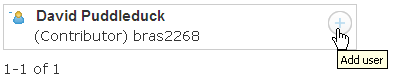 David Puddleduck
(Contributor) bras2268
Add user
1-1 of 1